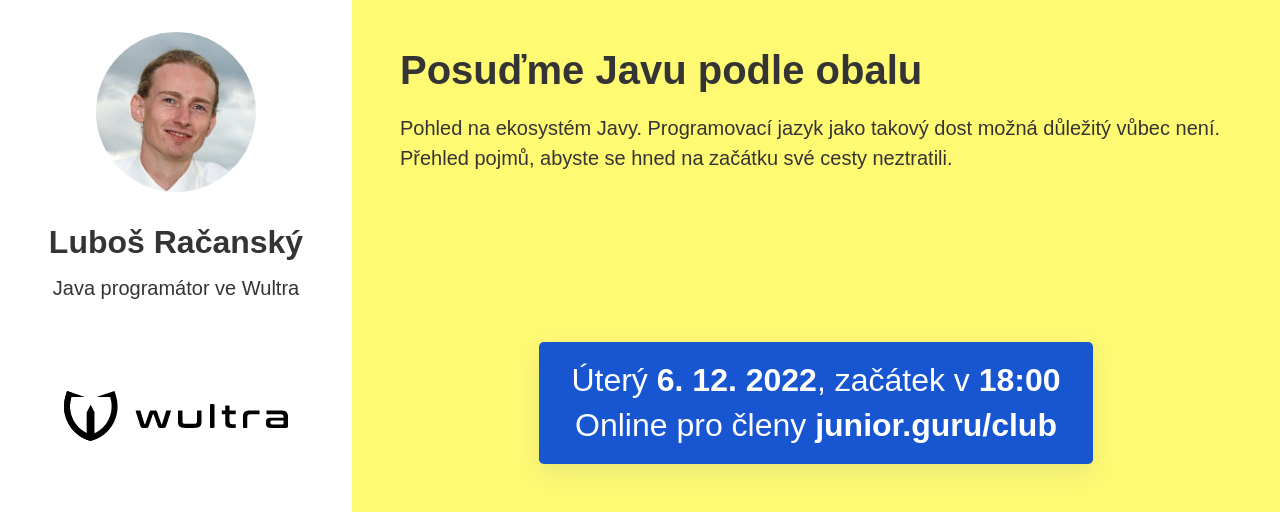 Luboš Račanský
Java programátor ve Wultra
wultra
Posuďme Javu podle obalu
Pohled na ekosystém Javy. Programovací jazyk jako takový dost možná důležitý vůbec není.
Přehled pojmů, abyste se hned na začátku své cesty neztratili.
Úterý 6. 12. 2022, začátek v 18:00
Online pro členy junior.guru/club